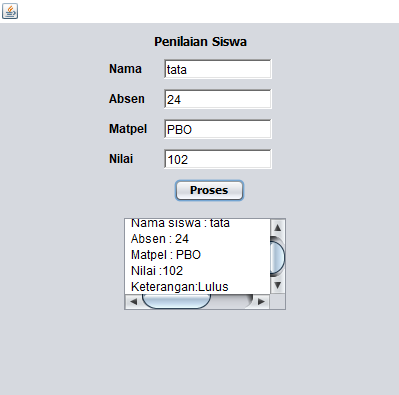 Penilaian Siswa
Nama tata
Absen 24
Matpel PBO
Nilai 102
Proses
Nama siswa : tata
Absen : 24
Matpel : PBO
Nilai :102
Keterangan:Lulus